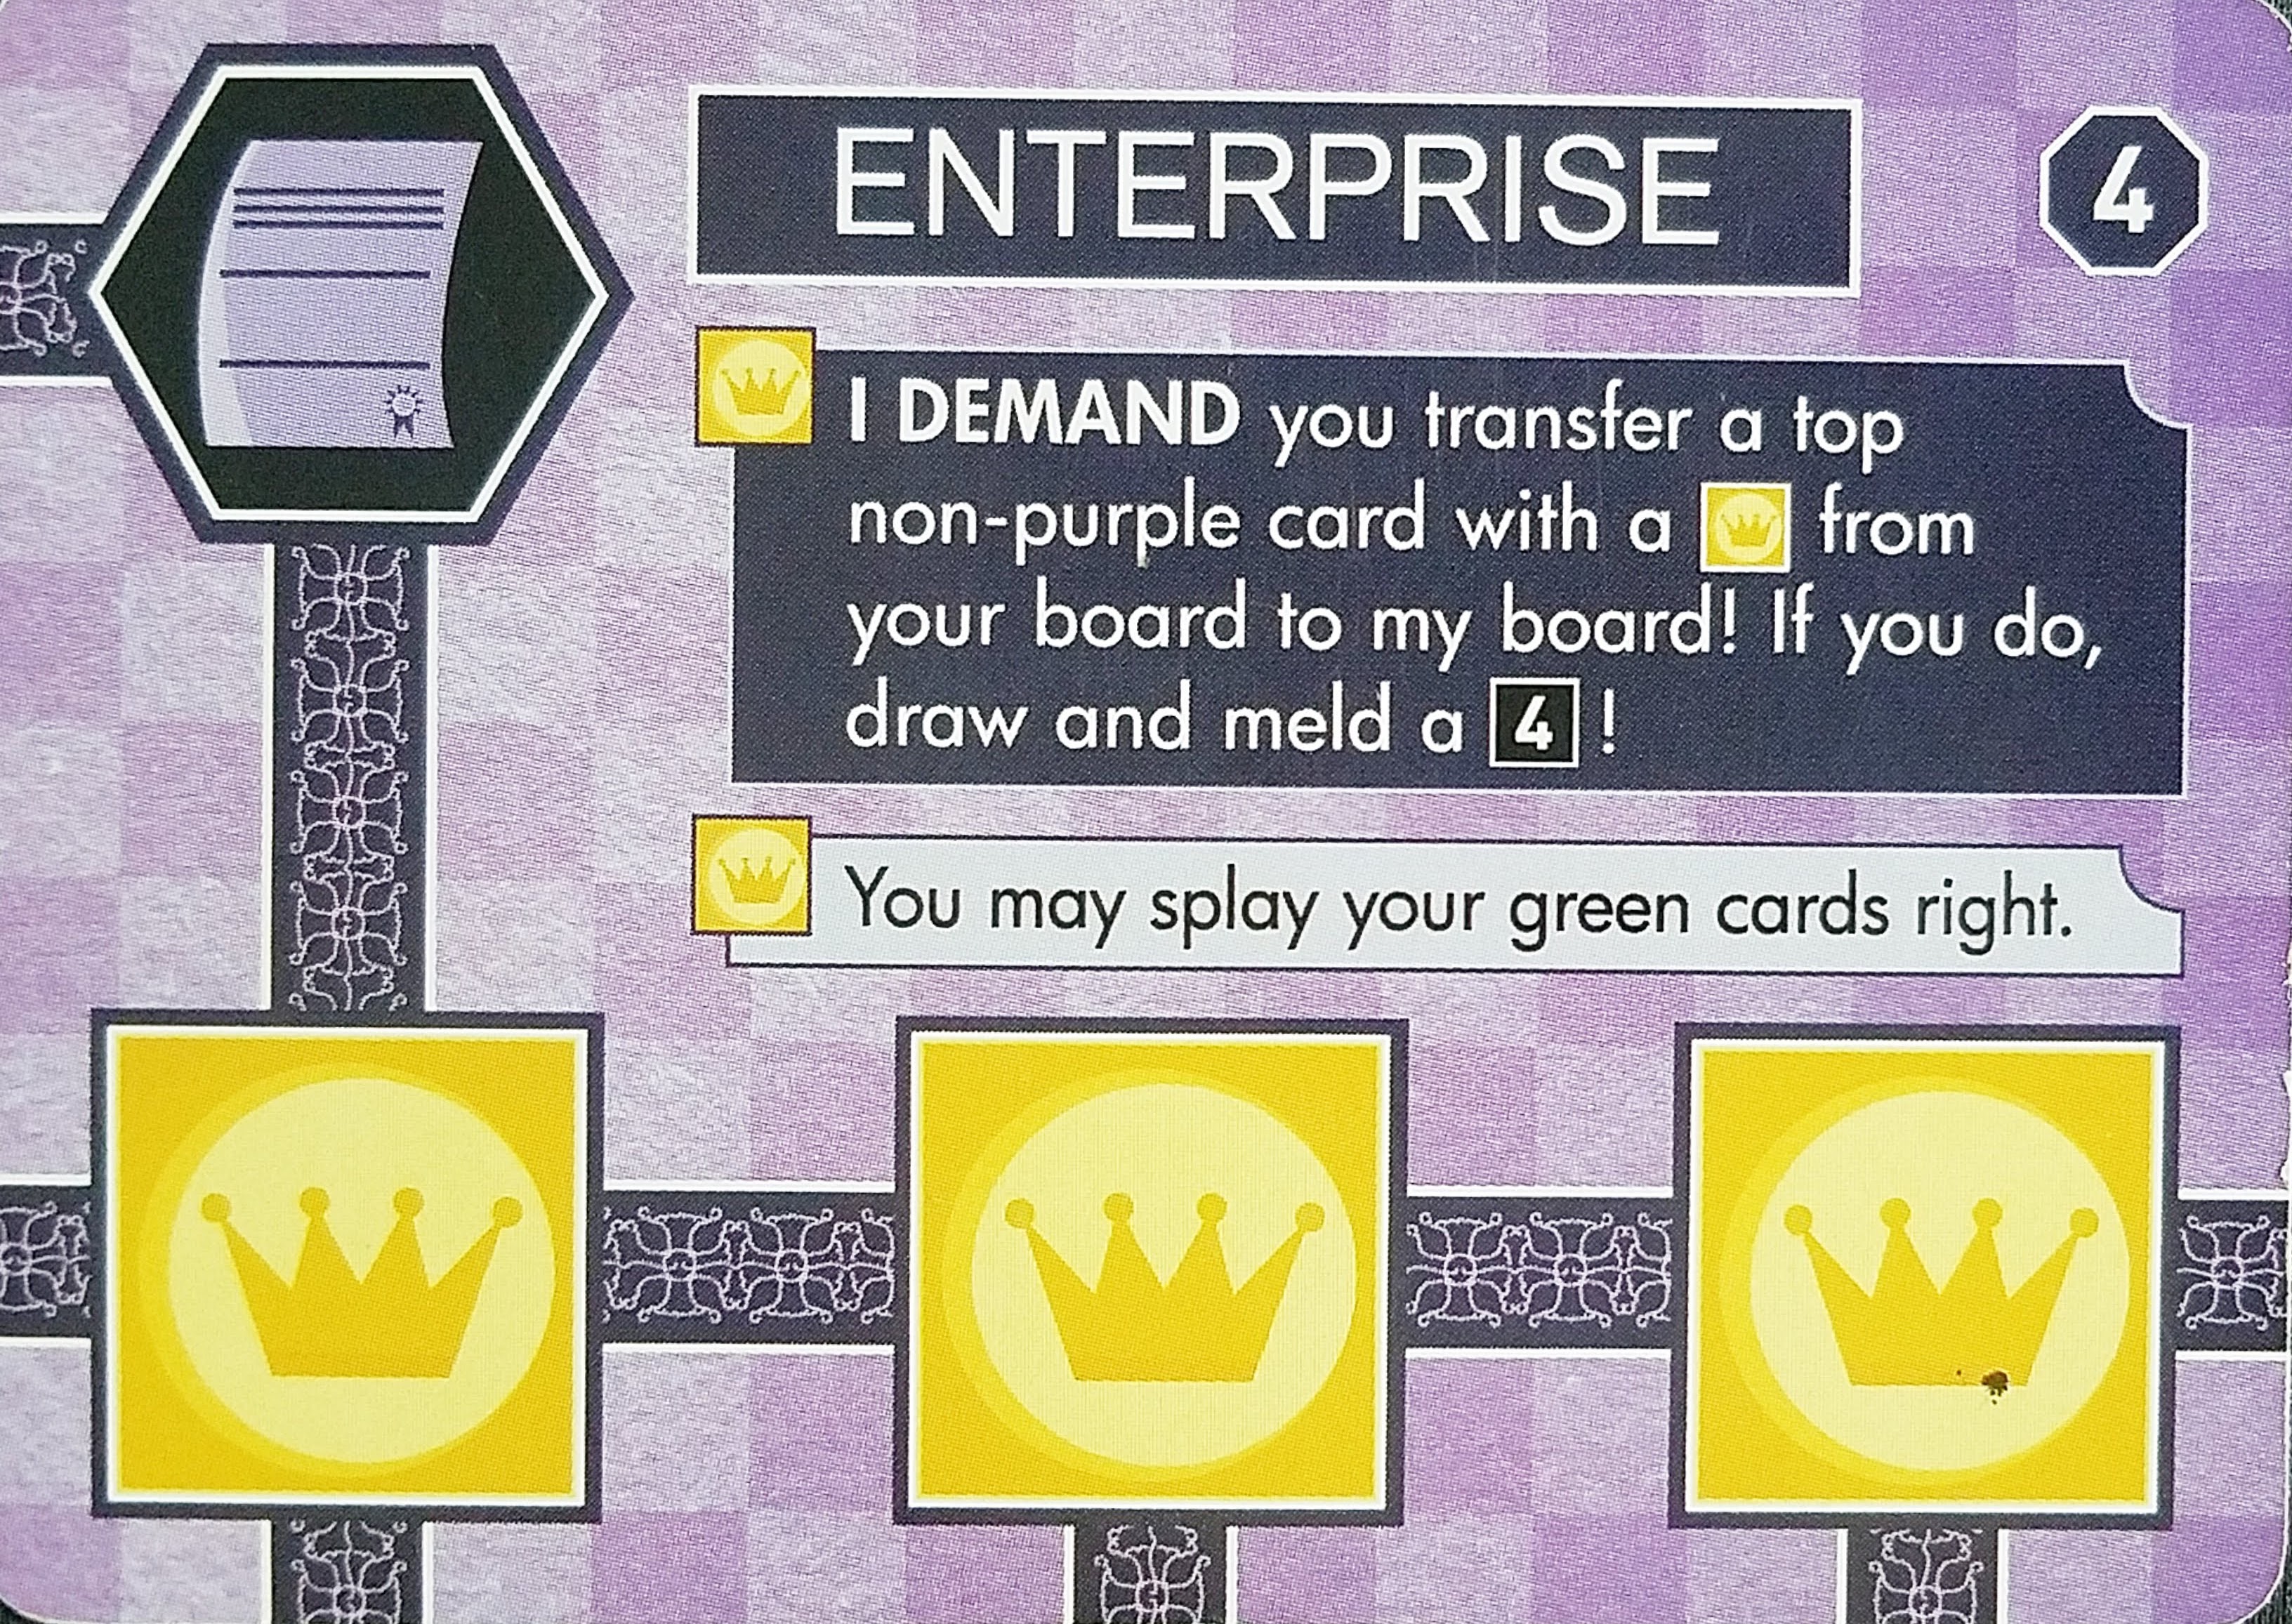 ENTERPRISE
4
I DEMAND you transfer a top
non-purple card with a from
your board to my board! If you do,
draw and meld a 4 !
You may splay your green cards right.